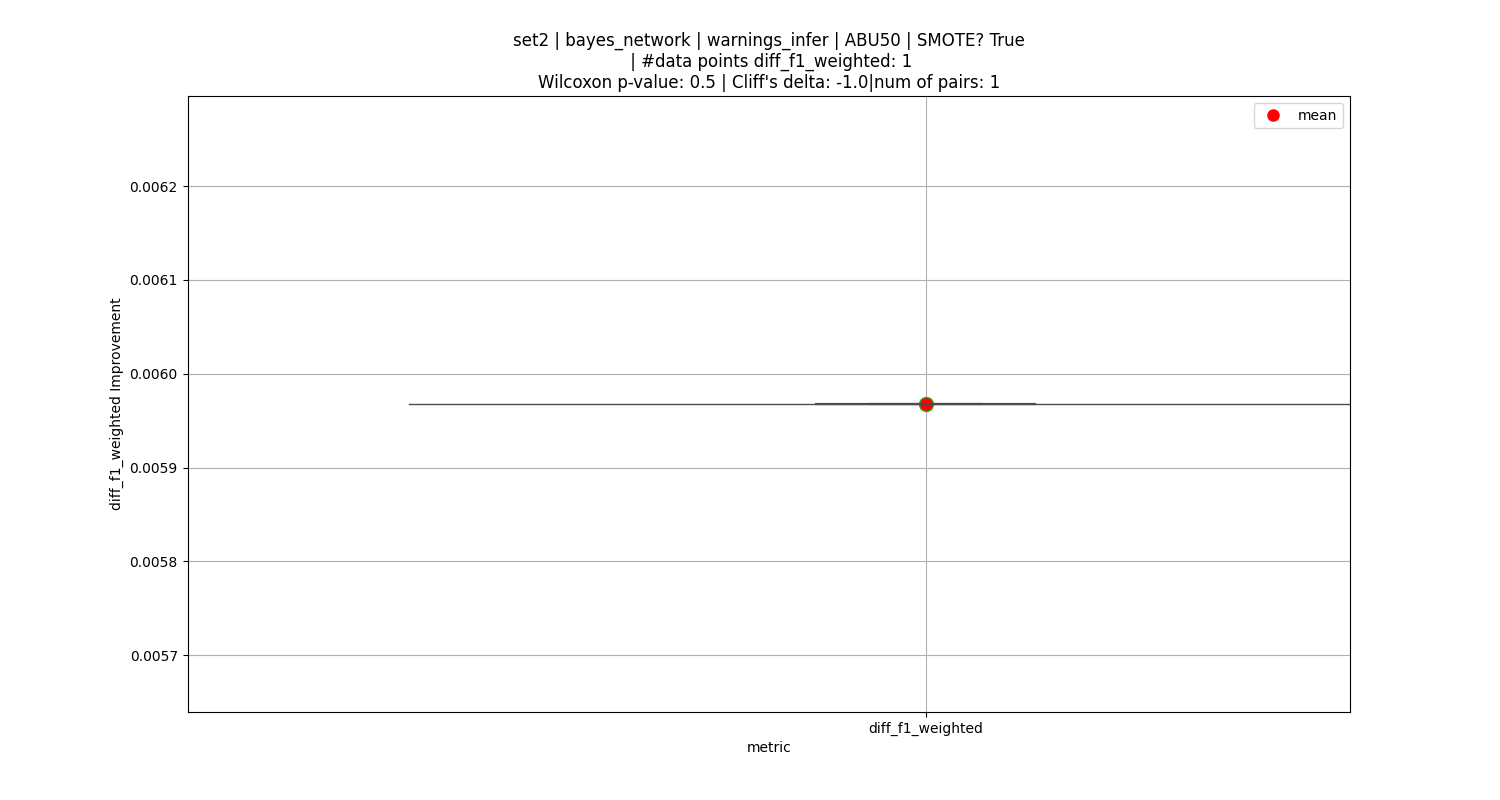 set2 | bayes_network | warnings_infer | ABU50 | SMOTE? True
| #data points diff_f1_weighted: 1
Wilcoxon p-value: 0.5 | Cliff's delta: -1.0|num of pairs: 1
mean
0.0062
0.0061
0.0060
0.0059
0.0058
0.0057
diff_f1_weighted Improvement
diff_f1_weighted
metric